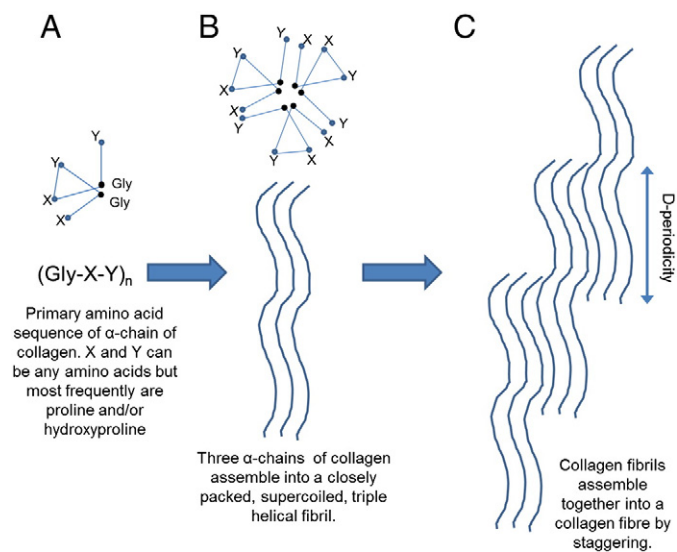 A
B
C
Y
X
X
Y
Y
X
X
Y
Y
X
Y
X
Y
Y
X
X
Gly
Gly
D-periodicity
(Gly-X-Y)n
Primary amino acid
sequence of α-chain of
collagen. X and Y can
be any amino acids but
most frequently are
proline and/or
hydroxyproline
Three α-chains of collagen
assemble into a closely
packed, supercoiled, triple
helical fibril.
Collagen fibrils
assemble
together into a
collagen fibre by
staggering.